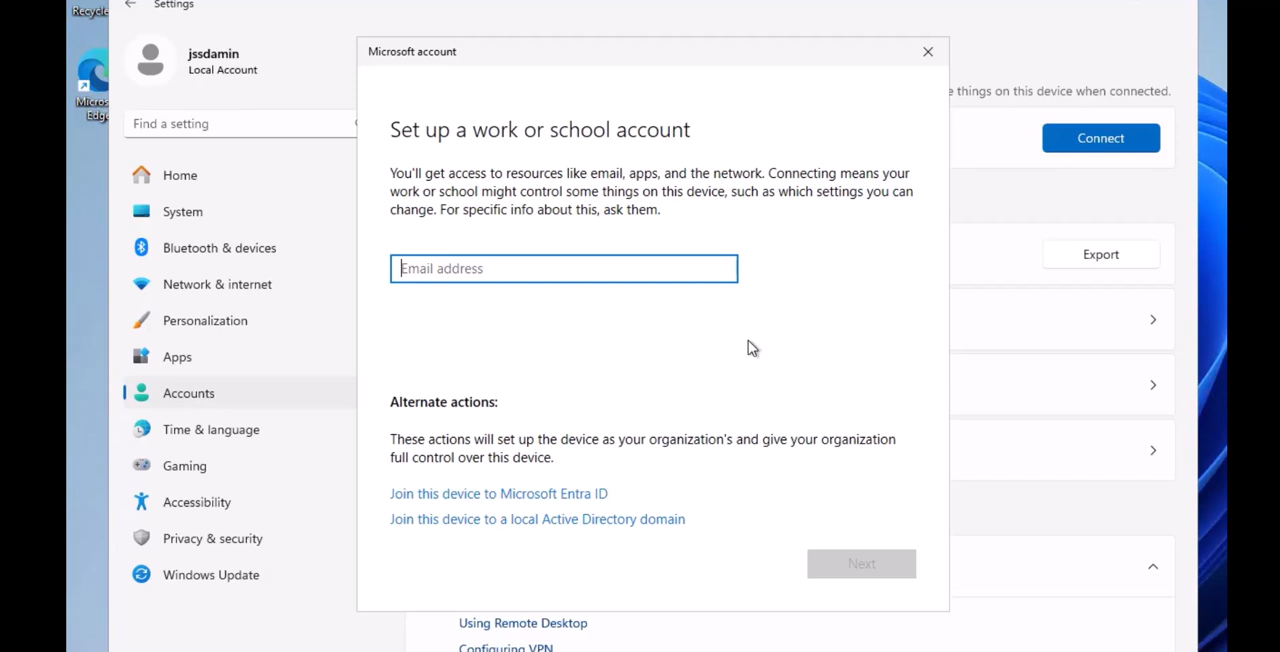 Recycle
Settings
jssdamin
Local Account
Micros
Edge
Find a setting
Home
System
Bluetooth & devices
Network & internet
Personalization
Apps
Accounts
Time & language
Gaming
Accessibility
Privacy & security
Windows Update
Microsoft account
Set up a work or school account
You'll get access to resources like email, apps, and the network. Connecting means your
work or school might control some things on this device, such as which settings you can
change. For specific info about this, ask them.
Email address
Alternate actions:
These actions will set up the device as your organization's and give your organization
full control over this device.
Join this device to Microsoft Entra ID
Join this device to a local Active Directory domain
Next
e things on this device when connected.
Connect
Export
Using Remote Desktop
Configuring VPN